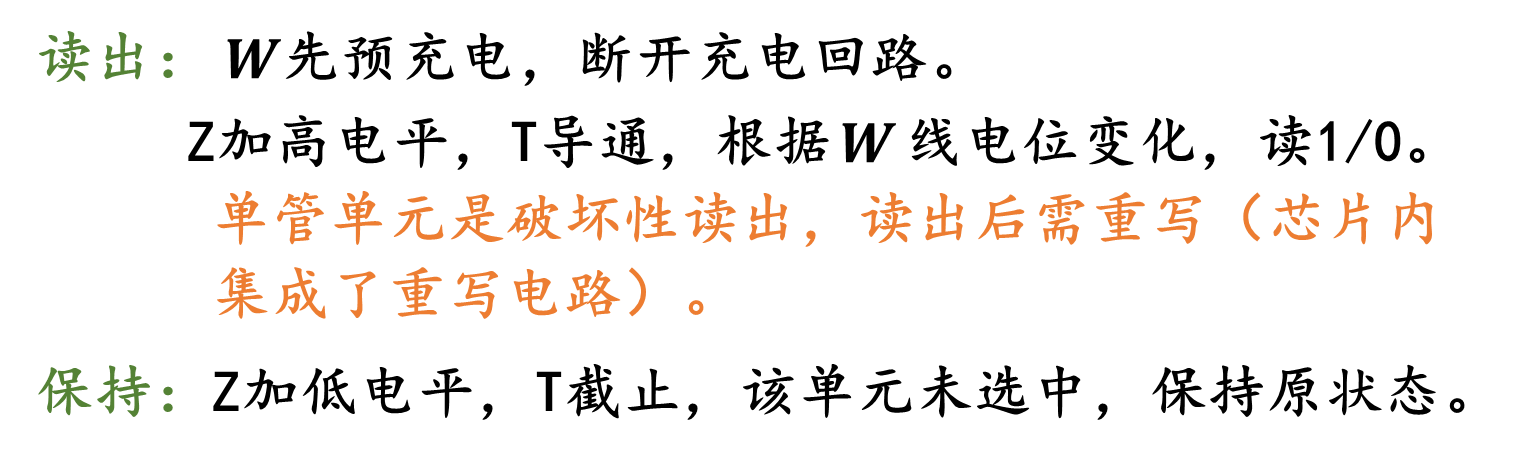 读出： W先预充电，断开充电回路。
Z加高电平，T导通，根据W 线电位变化，读1/0。
单管单元是破坏性读出，读出后需重写（芯片内
集成了重写电路）。
保持：Z加低电平，T截止，该单元未选中，保持原状态。